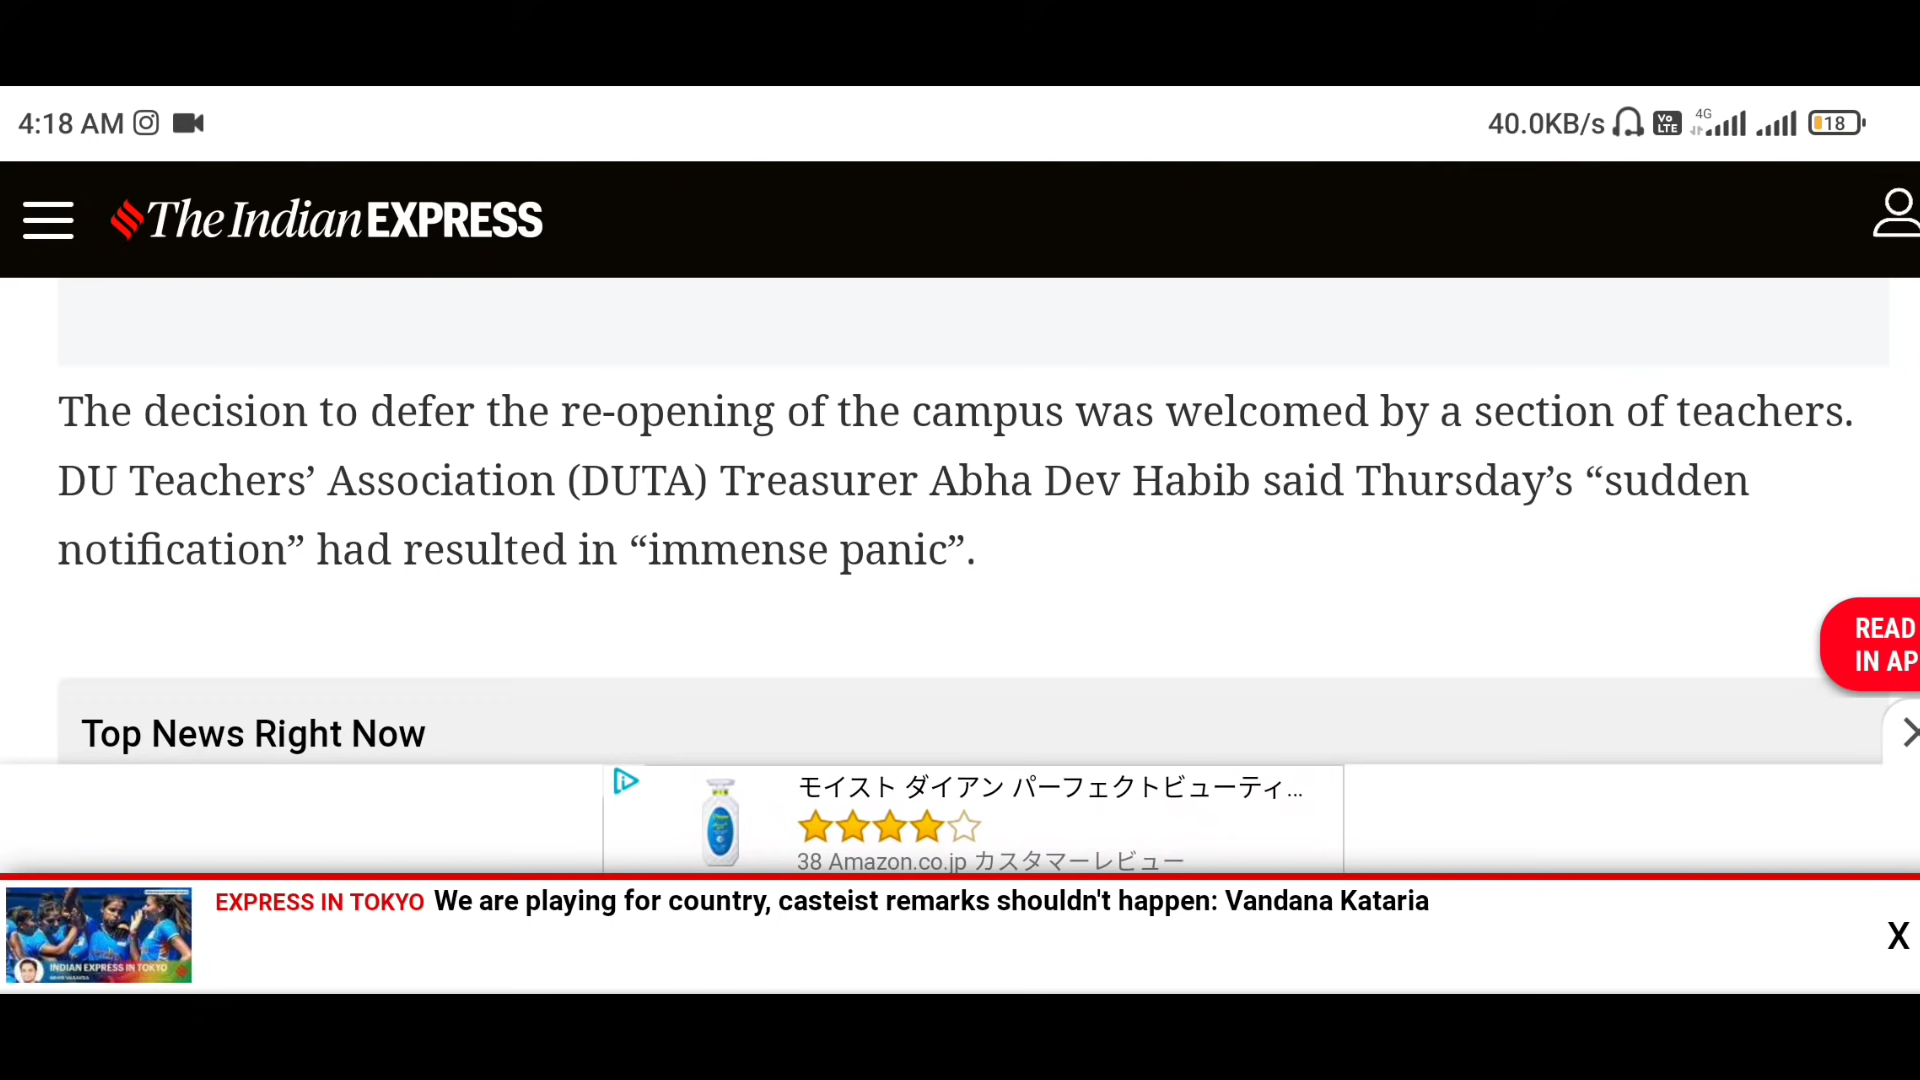 4:18 AM
40.0KB/s Vo LTE 4G 18
The Indian EXPRESS
The decision to defer the re-opening of the campus was welcomed by a section of teachers.
DU Teachers’ Association (DUTA) Treasurer Abha Dev Habib said Thursday’s “sudden
notification” had resulted in “immense panic”.
READ
IN AP
Top News Right Now
モイスト ダイアン パーフェクトビューティ...
38 Amazon.co.jp カスタマーレビュー
EXPRESS IN TOKYO We are playing for country, casteist remarks shouldn't happen: Vandana Kataria
X
INDIAN EXPRESS IN TOKYO